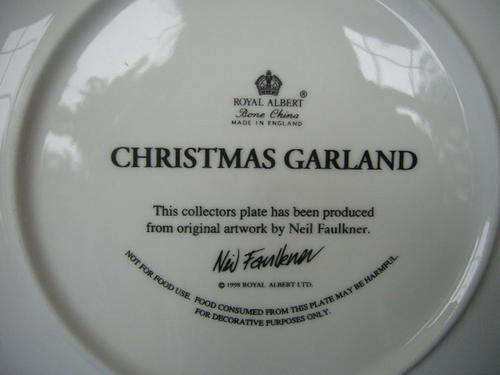 ROYAL ALBERT ®
Bone China
MADE IN ENGLAND
CHRISTMAS GARLAND
This collectors plate has been produced
from original artwork by Neil Faulkner.
Neil Faulkner
© 1998 ROYAL ALBERT LTD.
NOT FOR FOOD USE. FOOD CONSUMED FROM THIS PLATE MAY BE HARMFUL.
FOR DECORATIVE PURPOSES ONLY.